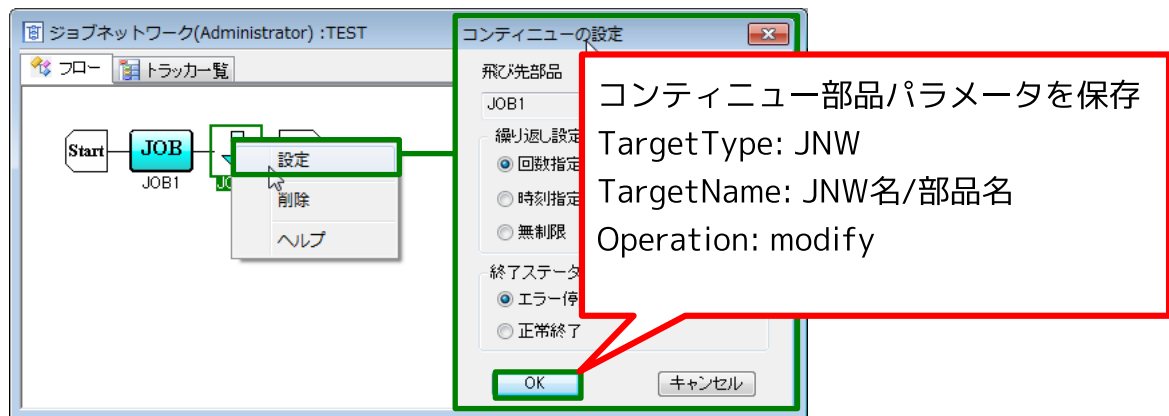 ジョブネットワーク(Administrator) :TEST
フロー
トラッカ一覧
Start
JOB
JOB1
JO
設定
削除
ヘルプ
コンティニューの設定
飛び先部品
JOB1
繰り返し設定
回数指定
時刻指定
無制限
終了ステータ
エラー停
正常終了
OK
キャンセル
コンティニュー部品パラメータを保存
TargetType: JNW
TargetName: JNW名/部品名
Operation: modify